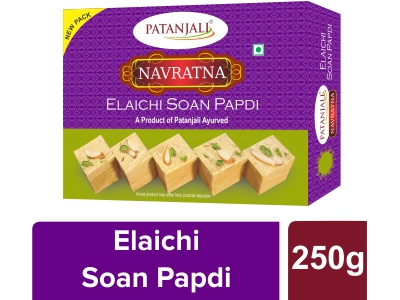 NEW PACK
PATANJALI®
NAVRATNA
ELAICHI SOAN PAPDI
A Product of Patanjali Ayurved
PATANJALI
NAVRATNA
ELAICHI
SOAN PAPDI
Elaichi
Soan Papdi
250g